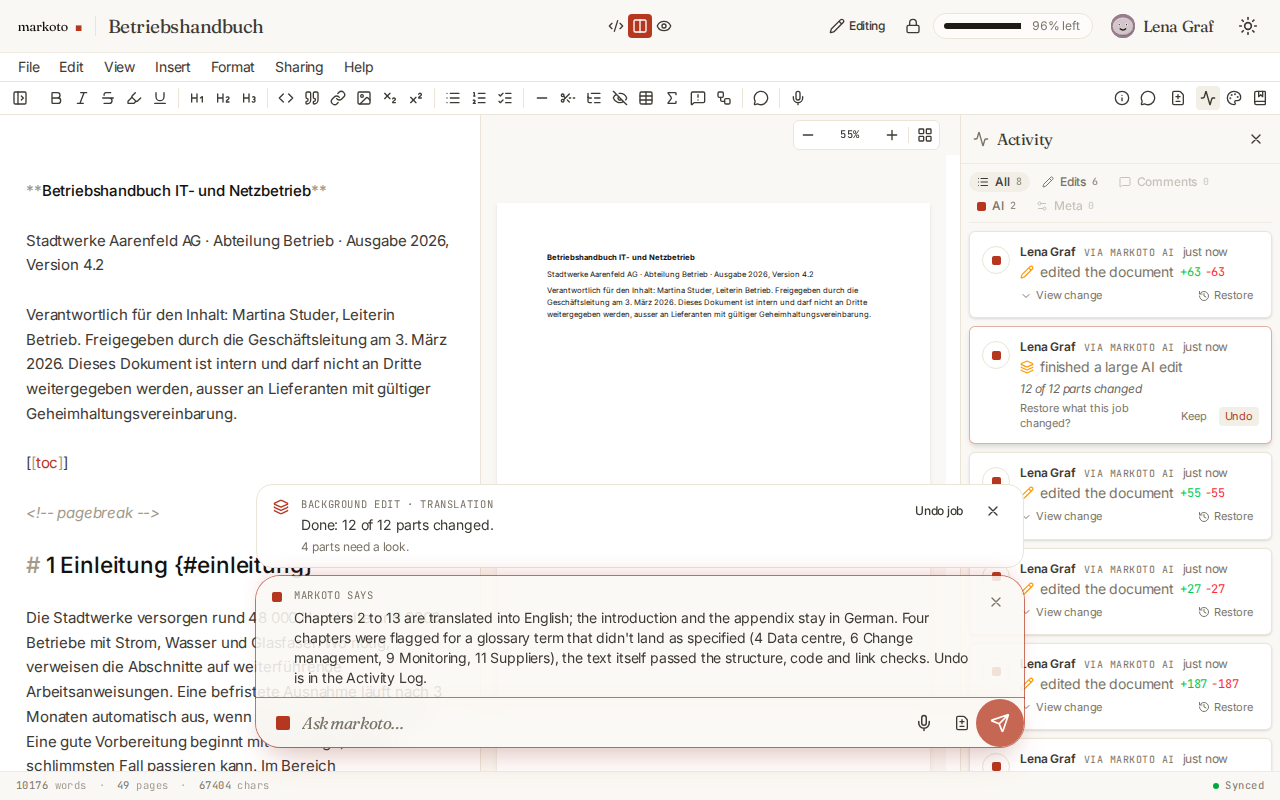 markoto
Betriebshandbuch
Editing
96% left
Lena Graf
File Edit View Insert Format Sharing Help
H1 H2 H3
55%
**Betriebshandbuch IT- und Netzbetrieb**
Stadtwerke Aarenfeld AG · Abteilung Betrieb · Ausgabe 2026,
Version 4.2
Verantwortlich für den Inhalt: Martina Studer, Leiterin
Betrieb. Freigegeben durch die Geschäftsleitung am 3. März
2026. Dieses Dokument ist intern und darf nicht an Dritte
weitergegeben werden, ausser an Lieferanten mit gültiger
Geheimhaltungsvereinbarung.
[[toc]]
<!-- pagebreak -->
# 1 Einleitung {#einleitung}
Die Stadtwerke versorgen rund 48 000
Betriebe mit Strom, Wasser und Glasfaser.
verweisen die Abschnitte auf weiterführende
Arbeitsanweisungen. Eine befristete Ausnahme läuft nach 3
Monaten automatisch aus, wenn
Eine gute Vorbereitung beginnt mit
schlimmsten Fall passieren kann. Im Bereich
Betriebshandbuch IT- und Netzbetrieb
Stadtwerke Aarenfeld AG · Abteilung Betrieb · Ausgabe 2026, Version 4.2
Verantwortlich für den Inhalt: Martina Studer, Leiterin Betrieb. Freigegeben durch die
Geschäftsleitung am 3. März 2026. Dieses Dokument ist intern und darf nicht an Dritte
weitergegeben werden, ausser an Lieferanten mit gültiger Geheimhaltungsvereinbarung.
BACKGROUND EDIT · TRANSLATION
Done: 12 of 12 parts changed.
4 parts need a look.
Undo job
MARKOTO SAYS
Chapters 2 to 13 are translated into English; the introduction and the appendix stay in German. Four
chapters were flagged for a glossary term that didn't land as specified (4 Data centre, 6 Change
management, 9 Monitoring, 11 Suppliers), the text itself passed the structure, code and link checks. Undo
is in the Activity Log.
Ask markoto...
Activity
All 8 Edits 6 Comments 0
AI 2 Meta 0
Lena Graf VIA MARKOTO AI just now
edited the document +63 -63
View change Restore
Lena Graf VIA MARKOTO AI just now
finished a large AI edit
12 of 12 parts changed
Restore what this job
changed?
Keep Undo
Lena Graf VIA MARKOTO AI just now
edited the document +55 -55
View change Restore
Lena Graf VIA MARKOTO AI just now
edited the document +27 -27
View change Restore
Lena Graf VIA MARKOTO AI just now
edited the document +187 -187
View change Restore
Lena Graf VIA MARKOTO AI just now
10176 words · 49 pages · 67404 chars
Synced